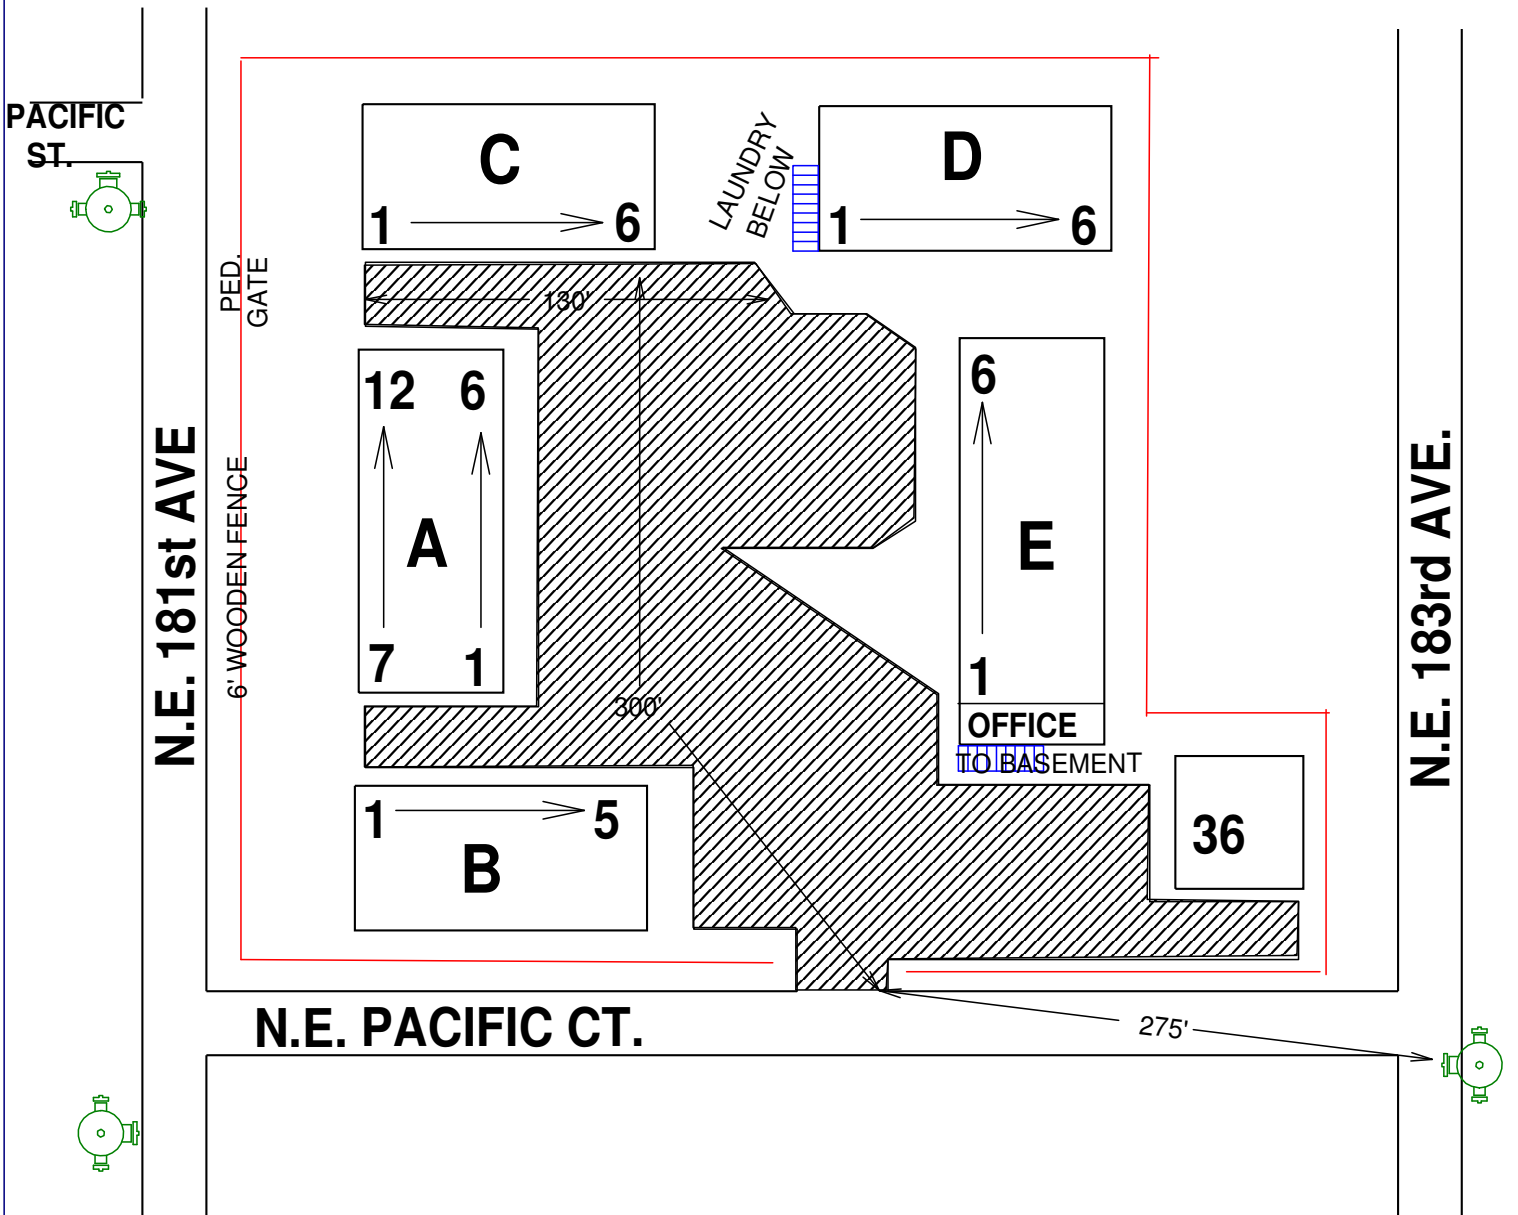 PACIFIC
ST.
C
1 6
LAUNDRY
BELOW
D
1 6
PED.
GATE
130'
12 6
A
7 1
6
E
1
OFFICE
TO BASEMENT
N.E. 181st AVE
6' WOODEN FENCE
N.E. 183rd AVE.
300'
1 5
B
36
N.E. PACIFIC CT.
275'